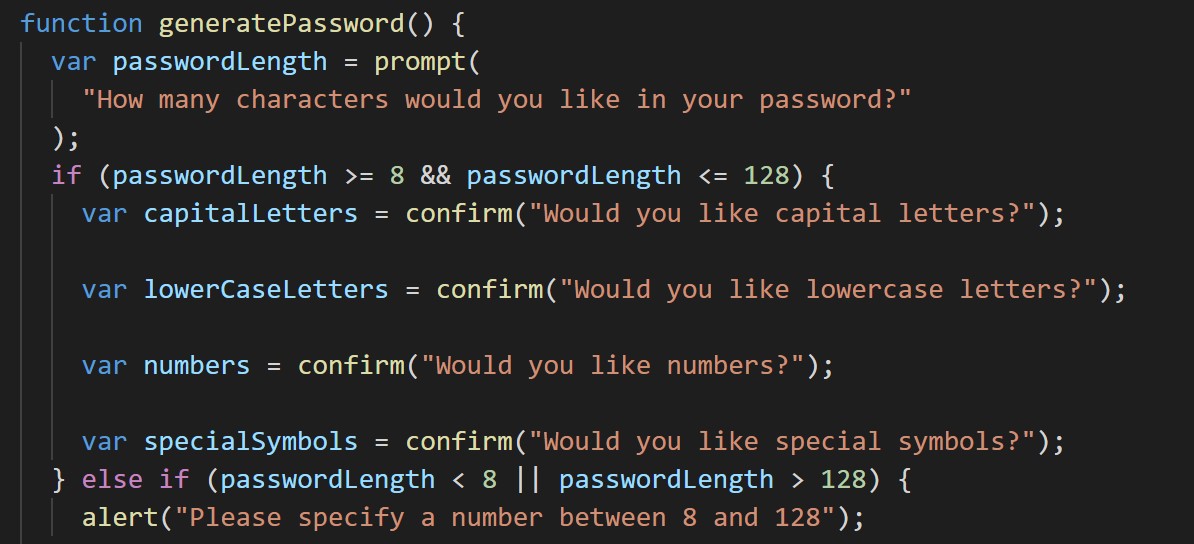 function generatePassword() {
  var passwordLength = prompt(
    "How many characters would you like in your password?"
  );
  if (passwordLength >= 8 && passwordLength <= 128) {
    var capitalLetters = confirm("Would you like capital letters?");

    var lowerCaseLetters = confirm("Would you like lowercase letters?");

    var numbers = confirm("Would you like numbers?");

    var specialSymbols = confirm("Would you like special symbols?");
  } else if (passwordLength < 8 || passwordLength > 128) {
    alert("Please specify a number between 8 and 128");